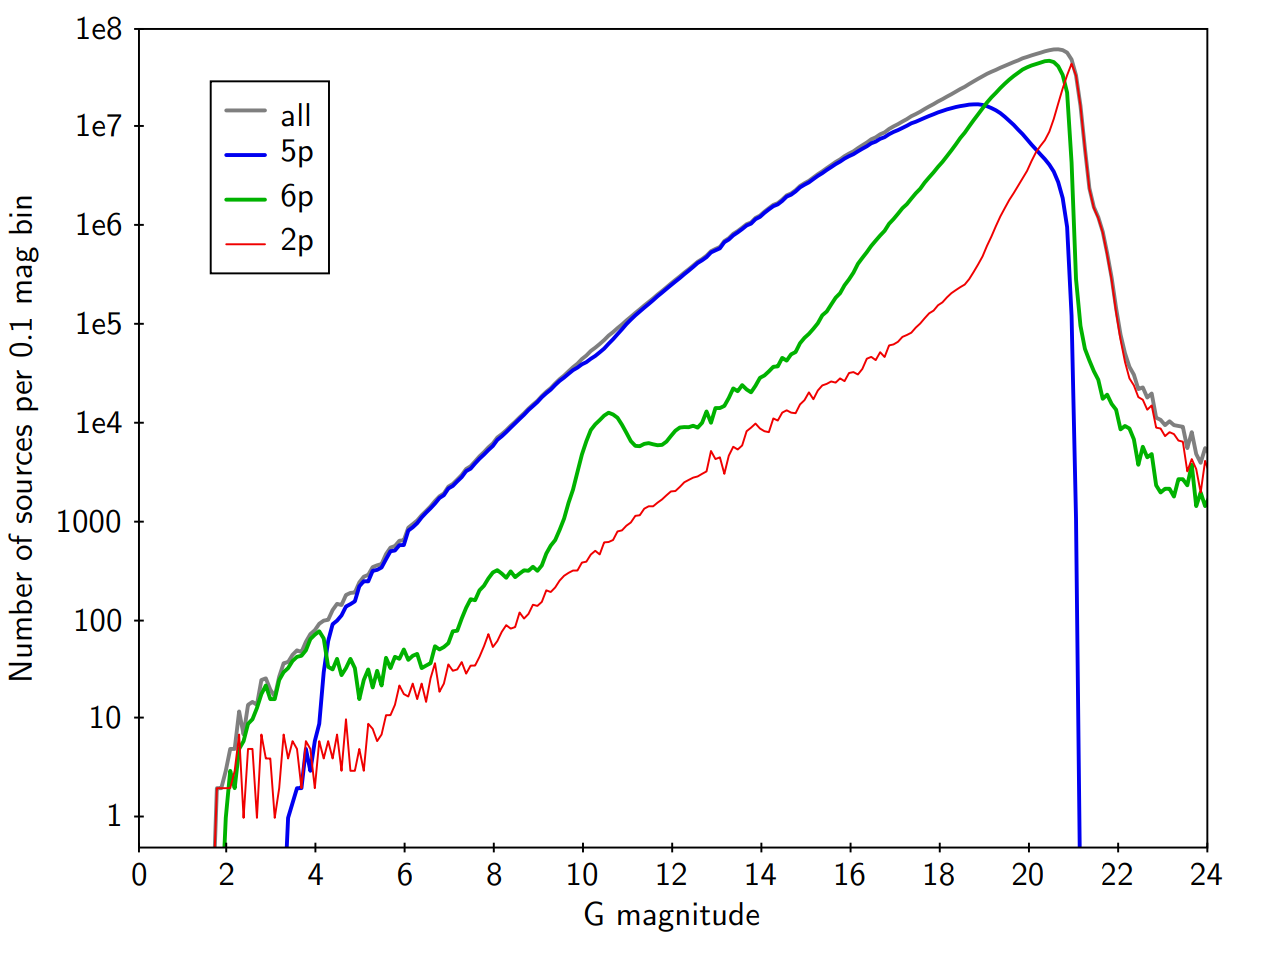 1e8
1e7
1e6
1e5
1e4
1000
100
10
1
Number of sources per 0.1 mag bin
all
5p
6p
2p
0 2 4 6 8 10 12 14 16 18 20 22 24
G magnitude